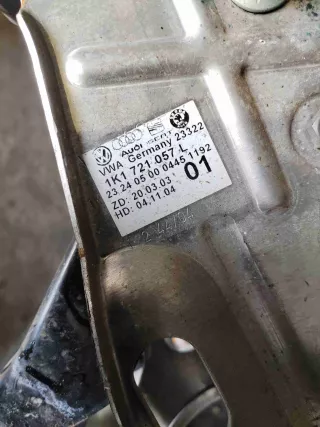 Audi SEAT
VWA Germany 23322
1K1 721 057 L
23.24 05 00 0445 1192
ZD: 20.03.03
HD: 04.11.04
01